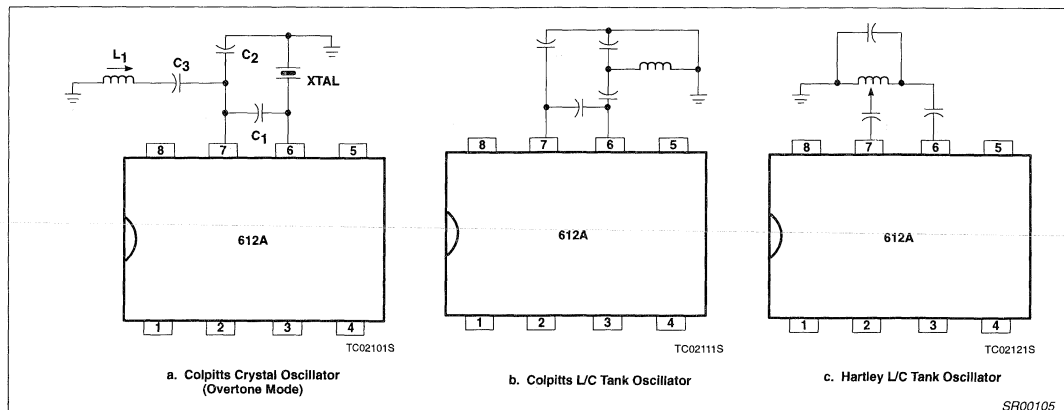 L1
C3
C2
XTAL
C1
8 7 6 5
612A
1 2 3 4
TC02101S
a. Colpitts Crystal Oscillator
(Overtone Mode)
8 7 6 5
612A
1 2 3 4
TC02111S
b. Colpitts L/C Tank Oscillator
8 7 6 5
612A
1 2 3 4
TC02121S
c. Hartley L/C Tank Oscillator
SR00105